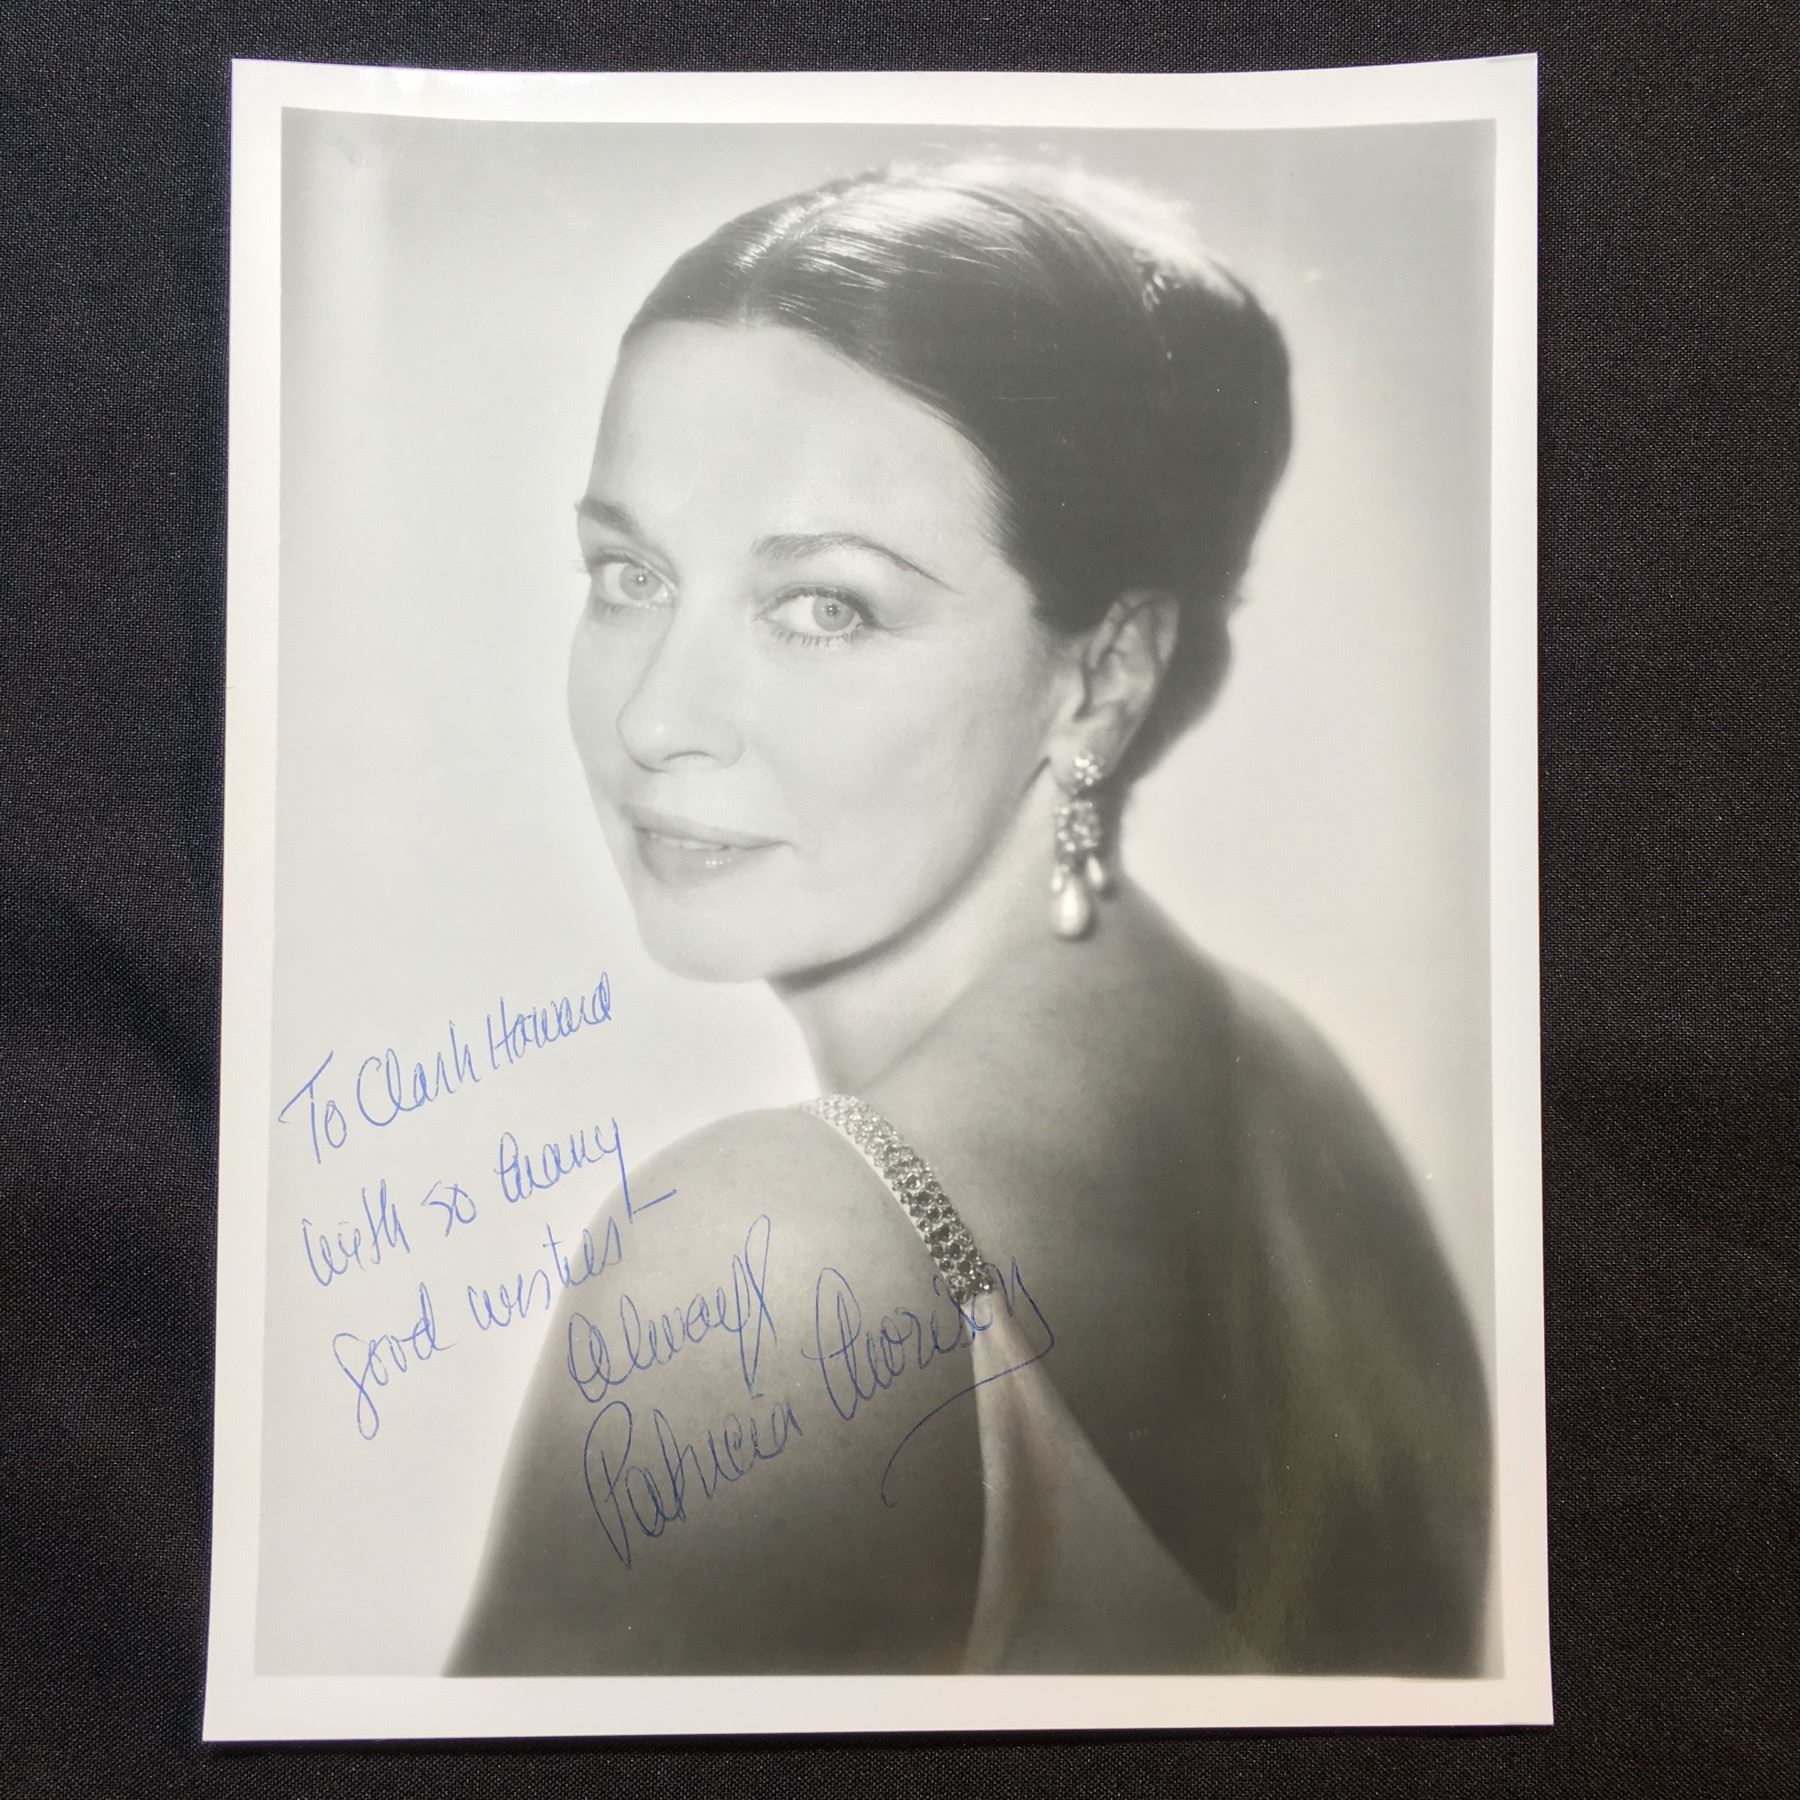 To Clark Howard
with so many
good wishes
Always
Patricia Morison